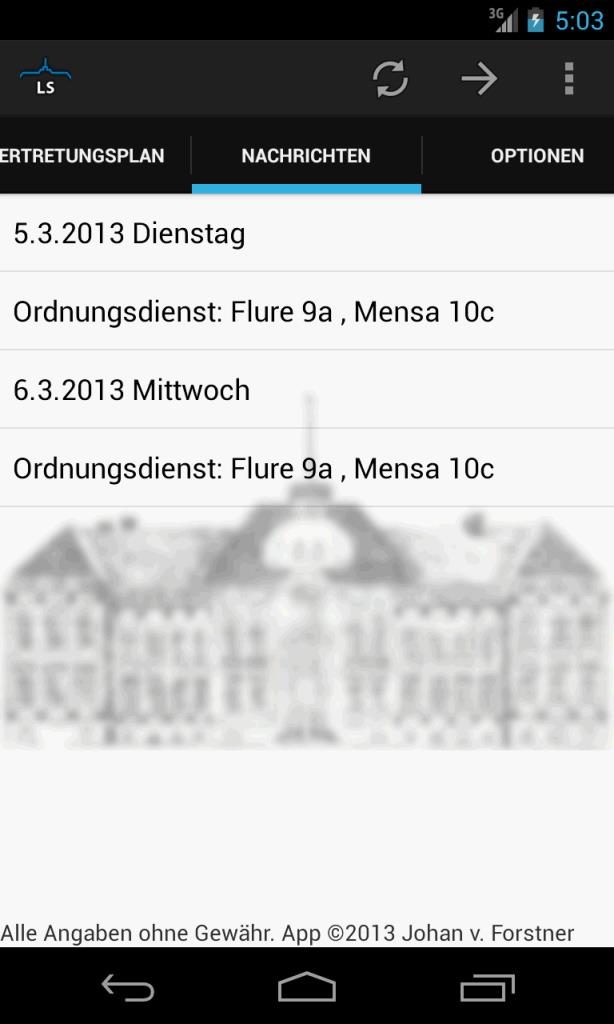 3G 5:03
LS
ERTRETUNGSPLAN NACHRICHTEN OPTIONEN
5.3.2013 Dienstag
Ordnungsdienst: Flure 9a , Mensa 10c
6.3.2013 Mittwoch
Ordnungsdienst: Flure 9a , Mensa 10c
Alle Angaben ohne Gewähr. App ©2013 Johan v. Forstner